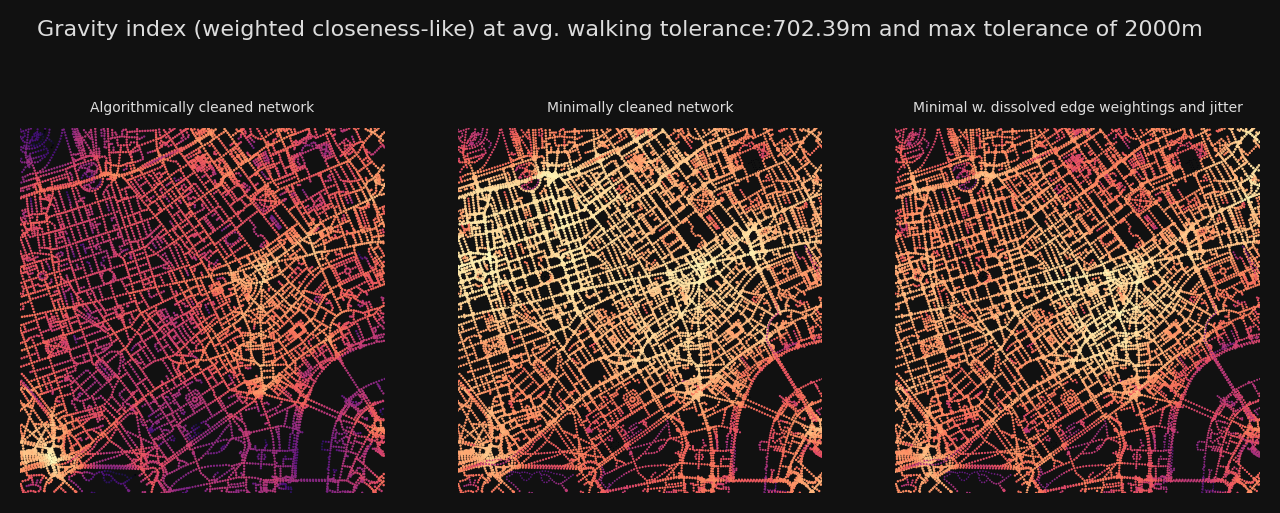 Gravity index (weighted closeness-like) at avg. walking tolerance:702.39m and max tolerance of 2000m
Algorithmically cleaned network
Minimally cleaned network
Minimal w. dissolved edge weightings and jitter